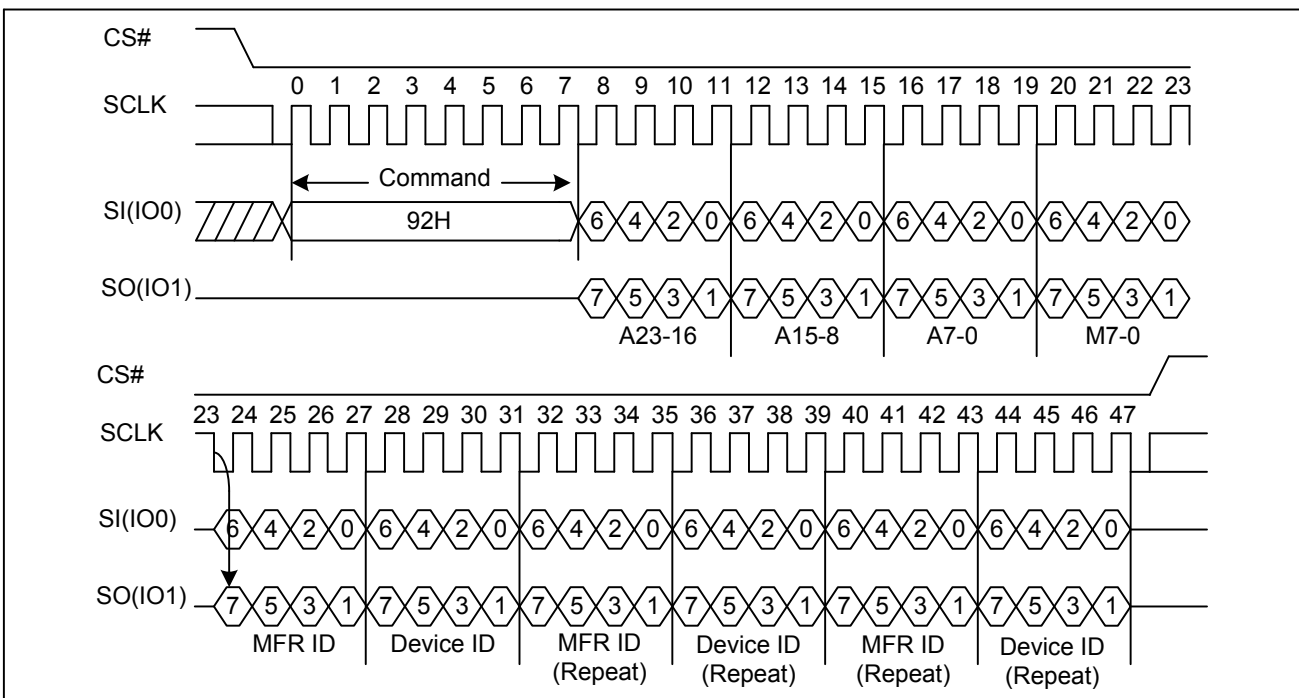 CS#
0 1 2 3 4 5 6 7 8 9 10 11 12 13 14 15 16 17 18 19 20 21 22 23
SCLK
Command
SI(IO0) 92H 6 4 2 0 6 4 2 0 6 4 2 0 6 4 2 0
SO(IO1) 7 5 3 1 7 5 3 1 7 5 3 1 7 5 3 1
A23-16 A15-8 A7-0 M7-0
CS#
23 24 25 26 27 28 29 30 31 32 33 34 35 36 37 38 39 40 41 42 43 44 45 46 47
SCLK
SI(IO0) 6 4 2 0 6 4 2 0 6 4 2 0 6 4 2 0 6 4 2 0 6 4 2 0
SO(IO1) 7 5 3 1 7 5 3 1 7 5 3 1 7 5 3 1 7 5 3 1 7 5 3 1
MFR ID Device ID MFR ID Device ID MFR ID Device ID
(Repeat) (Repeat) (Repeat) (Repeat)